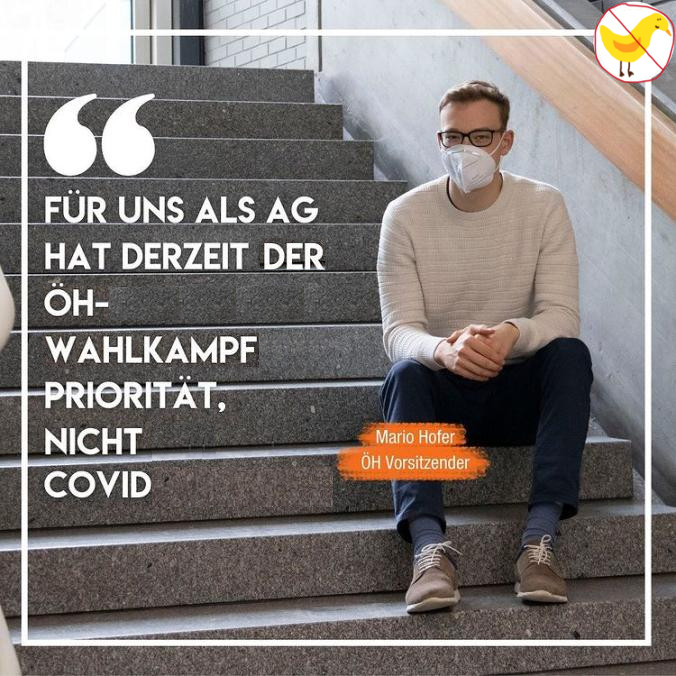 FÜR UNS ALS AG
HAT DERZEIT DER
ÖH-
WAHLKAMPF
PRIORITÄT,
NICHT
COVID
Mario Hofer
ÖH Vorsitzender